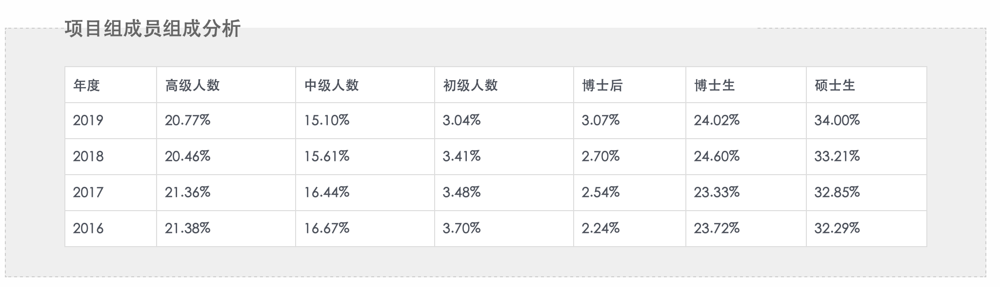 项目组成员组成分析
年度 高级人数 中级人数 初级人数 博士后 博士生 硕士生
2019 20.77% 15.10% 3.04% 3.07% 24.02% 34.00%
2018 20.46% 15.61% 3.41% 2.70% 24.60% 33.21%
2017 21.36% 16.44% 3.48% 2.54% 23.33% 32.85%
2016 21.38% 16.67% 3.70% 2.24% 23.72% 32.29%